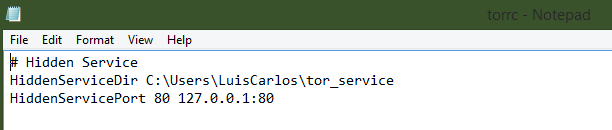 torrc - Notepad
File Edit Format View Help
# Hidden Service
HiddenServiceDir C:\Users\LuisCarlos\tor_service
HiddenServicePort 80 127.0.0.1:80